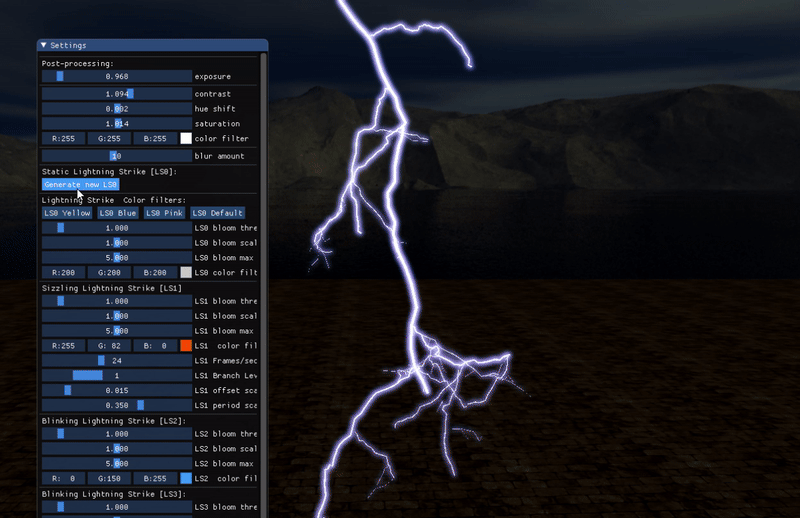 Settings
Post-processing:
0.968 exposure
1.094 contrast
0.002 hue shift
1.014 saturation
R:255 G:255 B:255 color filter
10 blur amount
Static Lightning Strike [LS0]:
Generate new LS0
Lightning Strike Color filters:
LS0 Yellow LS0 Blue LS0 Pink LS0 Default
1.000 LS0 bloom thre
1.000 LS0 bloom scal
5.000 LS0 bloom max
R:200 G:200 B:200 LS0 color filt
Sizzling Lightning Strike [LS1]
1.000 LS1 bloom thre
1.000 LS1 bloom scal
5.000 LS1 bloom max
R:255 G: 82 B: 0 LS1 color fil
24 LS1 Frames/sec
1 LS1 Branch Lev
0.015 LS1 offset sca
0.350 LS1 period sca
Blinking Lightning Strike [LS2]:
1.000 LS2 bloom thre
1.000 LS2 bloom scal
5.000 LS2 bloom max
R: 0 G:150 B:255 LS2 color fil
Blinking Lightning Strike [LS3]:
1.000 LS3 bloom thre